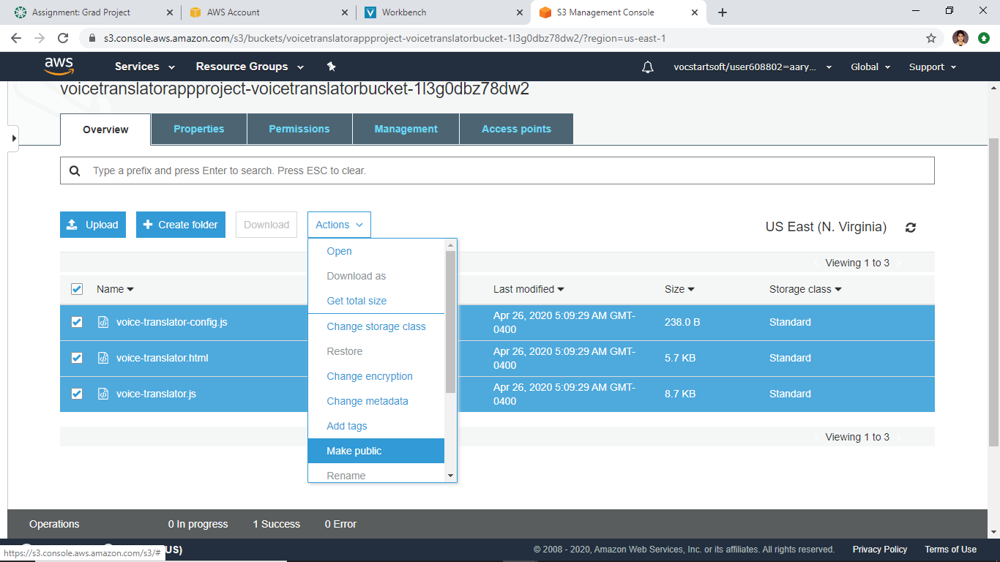 Assignment: Grad Project
AWS Account
Workbench
S3 Management Console
s3.console.aws.amazon.com/s3/buckets/voicetranslatorappproject-voicetranslatorbucket-1l3g0dbz78dw2/?region=us-east-1
aws
Services
Resource Groups
vocstartsoft/user608802=aary...
Global
Support
voicetranslatorappproject-voicetranslatorbucket-1l3g0dbz78dw2
Overview
Properties
Permissions
Management
Access points
Type a prefix and press Enter to search. Press ESC to clear.
Upload
Create folder
Download
Actions
US East (N. Virginia)
Open
Download as
Get total size
Change storage class
Restore
Change encryption
Change metadata
Add tags
Make public
Rename
Viewing 1 to 3
Name
Last modified
Size
Storage class
voice-translator-config.js
Apr 26, 2020 5:09:29 AM GMT-
0400
238.0 B
Standard
voice-translator.html
Apr 26, 2020 5:09:29 AM GMT-
0400
5.7 KB
Standard
voice-translator.js
Apr 26, 2020 5:09:29 AM GMT-
0400
8.7 KB
Standard
Viewing 1 to 3
Operations
0 In progress
1 Success
0 Error
https://s3.console.aws.amazon.com/s3/#
US)
© 2008 - 2020, Amazon Web Services, Inc. or its affiliates. All rights reserved.
Privacy Policy
Terms of Use